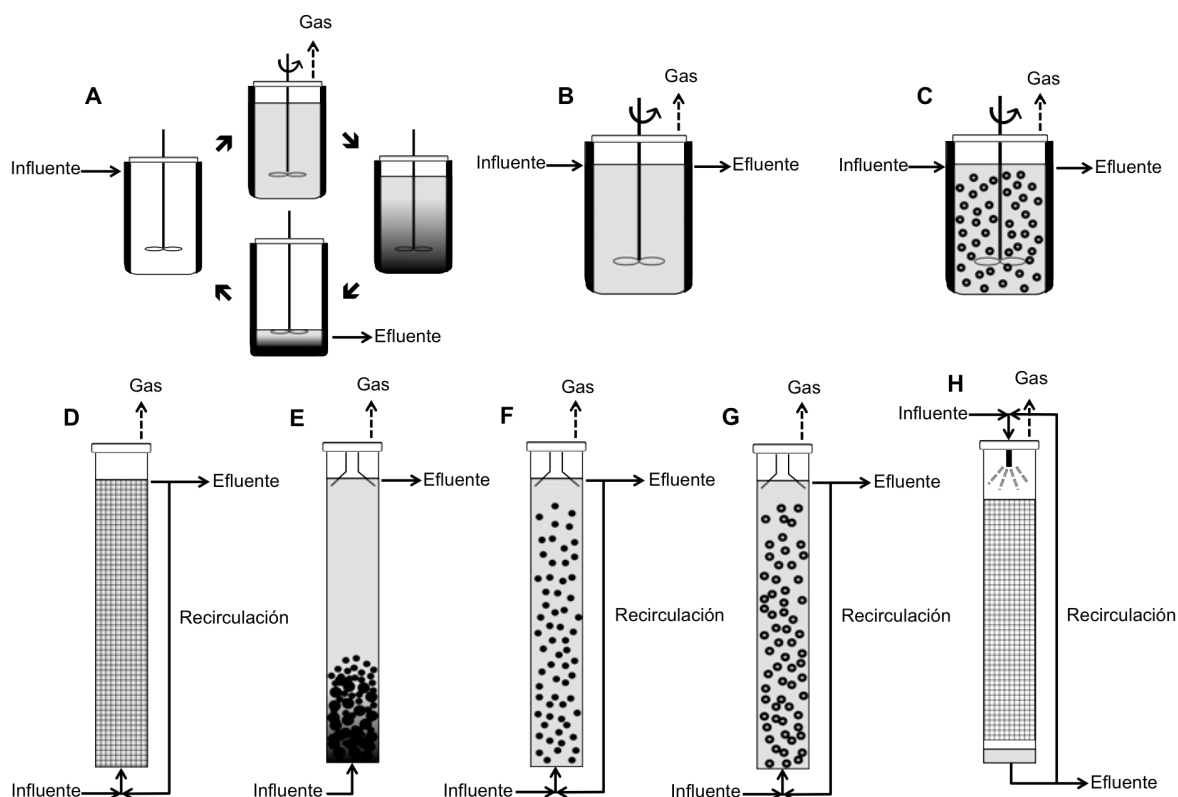 Gas
A
Influente
Efluente
B
Gas
Influente
Efluente
C
Gas
Influente
Efluente
D
Gas
Efluente
Recirculación
Influente
E
Gas
Efluente
Influente
F
Gas
Efluente
Recirculación
Influente
G
Gas
Efluente
Recirculación
Influente
H
Gas
Influente
Recirculación
Efluente